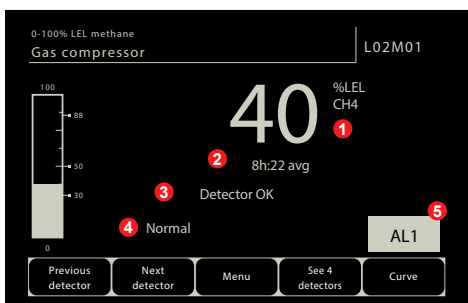 0-100% LEL methane
Gas compressor
L02M01
100
88
50
30
0
40
%LEL
CH4
1
2
8h:22 avg
3
Detector OK
4
Normal
5
AL1
Previous
detector
Next
detector
Menu
See 4
detectors
Curve